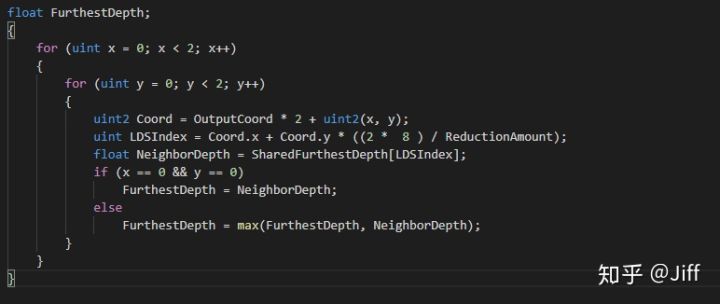 float FurthestDepth;
{
    for (uint x = 0; x < 2; x++)
    {
        for (uint y = 0; y < 2; y++)
        {
            uint2 Coord = OutputCoord * 2 + uint2(x, y);
            uint LDSIndex = Coord.x + Coord.y * ((2 *  8 ) / ReductionAmount);
            float NeighborDepth = SharedFurthestDepth[LDSIndex];
            if (x == 0 && y == 0)
                FurthestDepth = NeighborDepth;
            else
                FurthestDepth = max(FurthestDepth, NeighborDepth);
        }
    }
}
知乎 @Jiff